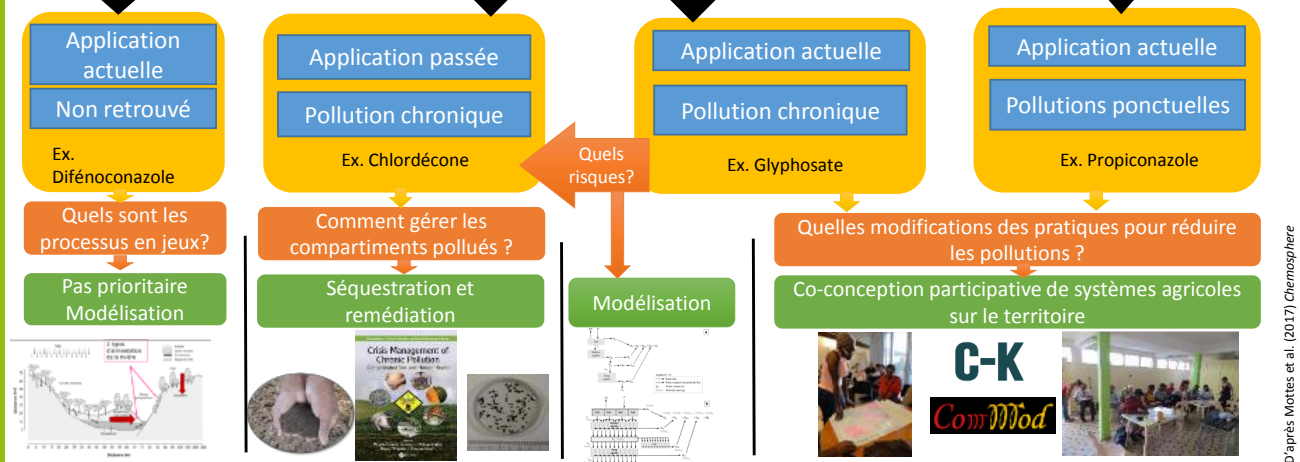 Application
actuelle
Non retrouvé
Ex.
Difénoconazole
Quels sont les
processus en jeux?
Pas prioritaire
Modélisation
Application passée
Pollution chronique
Ex. Chlordécone
Comment gérer les
compartiments pollués ?
Séquestration et
remédiation
Crisis Management of
Chronic Pollution
Quels
risques?
Modélisation
Application actuelle
Pollution chronique
Ex. Glyphosate
Application actuelle
Pollutions ponctuelles
Ex. Propiconazole
Quelles modifications des pratiques pour réduire
les pollutions ?
Co-conception participative de systèmes agricoles
sur le territoire
C-K
ComMod
D'après Mottes et al. (2017) Chemosphere